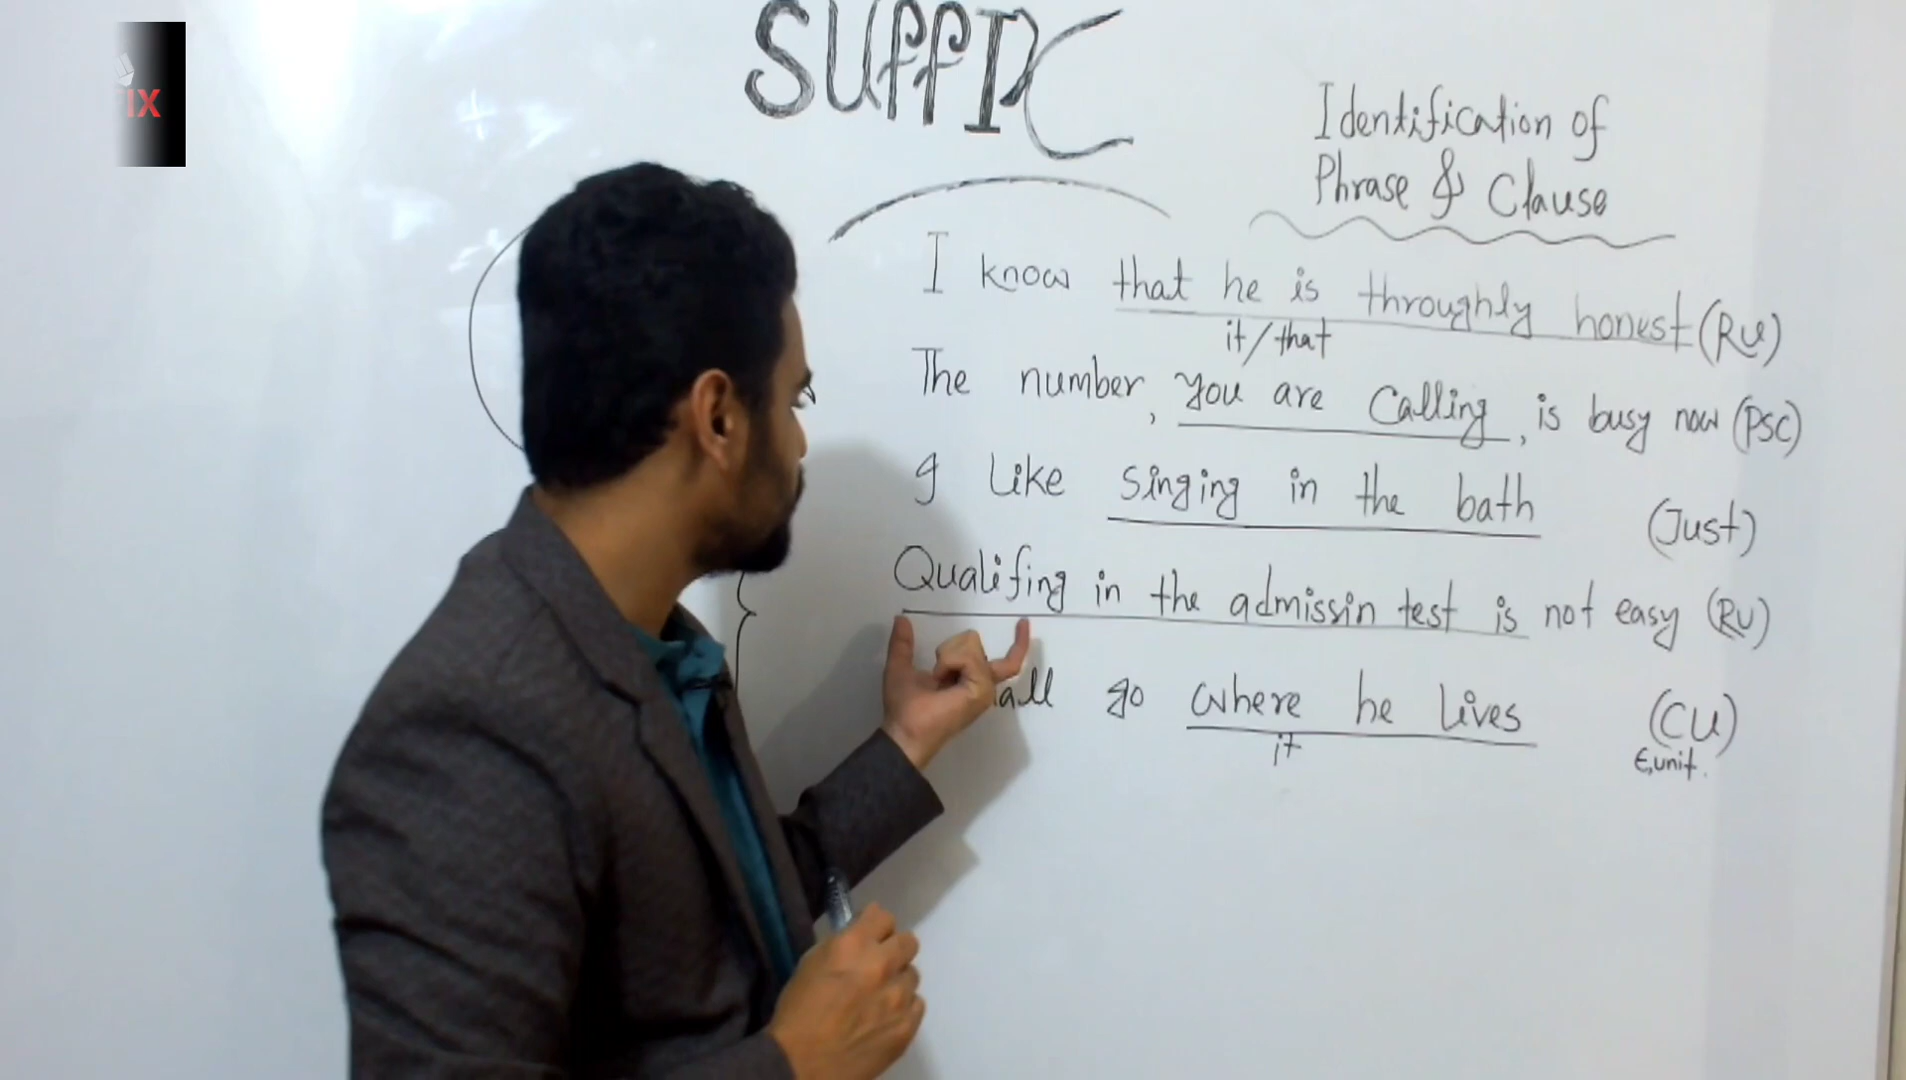 SUFFIX
IX
Identification of
Phrase & Clause
I know that he is throughly honest (RU)
it/that
The number, you are calling, is busy now (PSC)
I like singing in the bath (Just)
Qualifing in the admissin test is not easy (RU)
all go where he lives (CU)
it
E,unit.